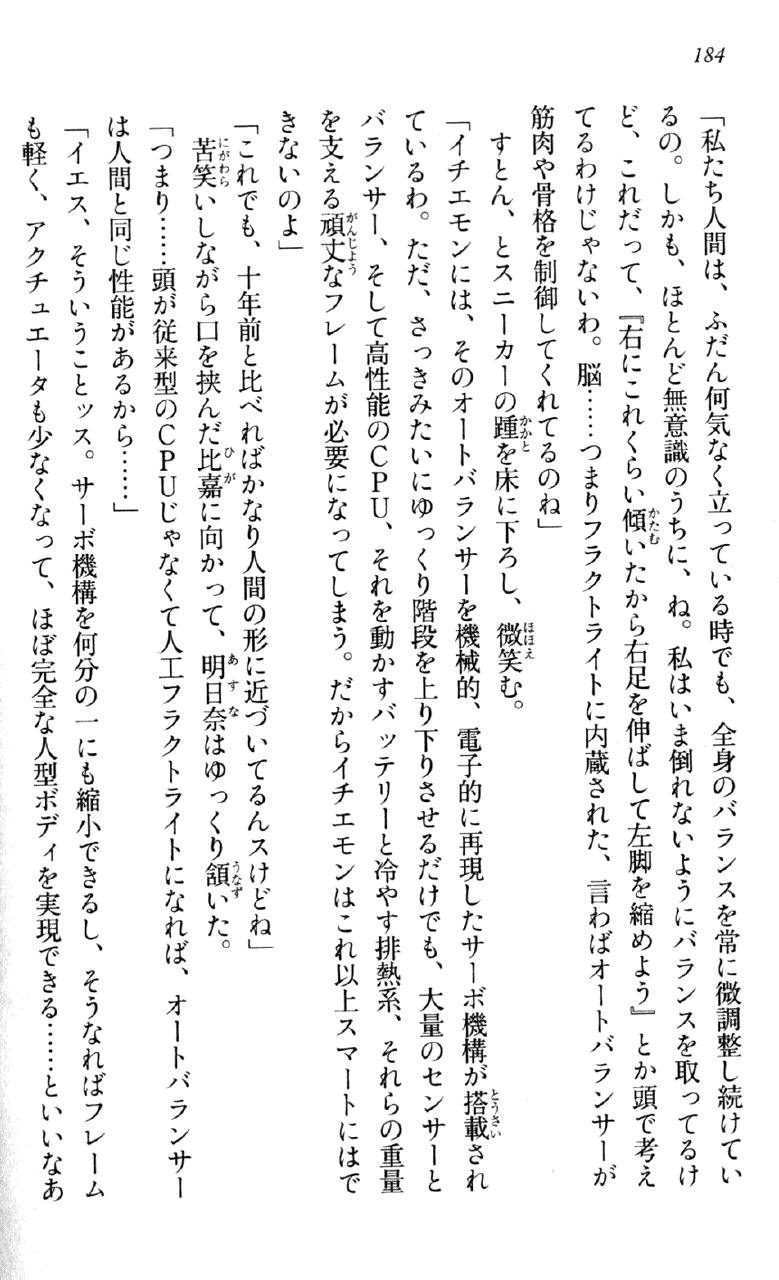 184
「私たち人間は、ふだん何気なく立っている時でも、全身のバランスを常に微調整し続けてい
るの。しかも、ほとんど無意識のうちに、ね。私はいま倒れないようにバランスを取ってるけ
ど、これだって、『右にこれくらい傾いたから右足を伸ばして左脚を縮めよう』とか頭で考え
てるわけじゃないわ。脳……つまりフラクトライトに内蔵された、言わばオートバランサーが
筋肉や骨格を制御してくれてるのね」
すとん、とスニーカーの踵を床に下ろし、微笑む。
「イチエモンには、そのオートバランサーを機械的、電子的に再現したサーボ機構が搭載され
ているわ。ただ、さっきみたいにゆっくり階段を上り下りさせるだけでも、大量のセンサーと
バランサー、そして高性能のCPU、それを動かすバッテリーと冷やす排熱系、それらの重量
を支える頑丈なフレームが必要になってしまう。だからイチエモンはこれ以上スマートにはで
きないのよ」
「これでも、十年前と比べればかなり人間の形に近づいてるんスけどね」
苦笑いしながら口を挟んだ比嘉に向かって、明日奈はゆっくり頷いた。
「つまり……頭が従来型のCPUじゃなくて人工フラクトライトになれば、オートバランサー
は人間と同じ性能があるから……」
「イエス、そういうことッス。サーボ機構を何分の一にも縮小できるし、そうなればフレーム
も軽く、アクチュエータも少なくなって、ほぼ完全な人型ボディを実現できる……といいなあ